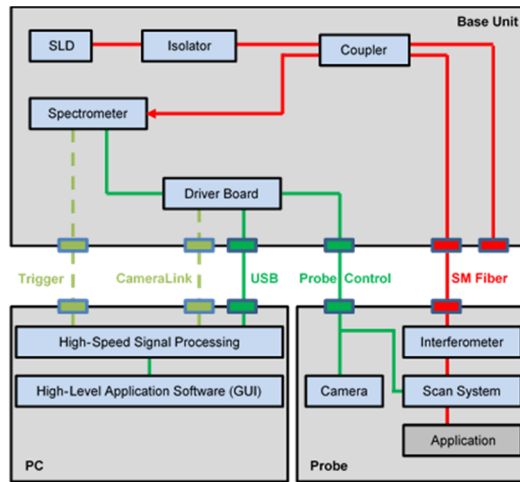 Base Unit
SLD
Isolator
Coupler
Spectrometer
Driver Board
Trigger
CameraLink
USB
Probe Control
SM Fiber
High-Speed Signal Processing
Interferometer
High-Level Application Software (GUI)
Camera
Scan System
Application
PC
Probe